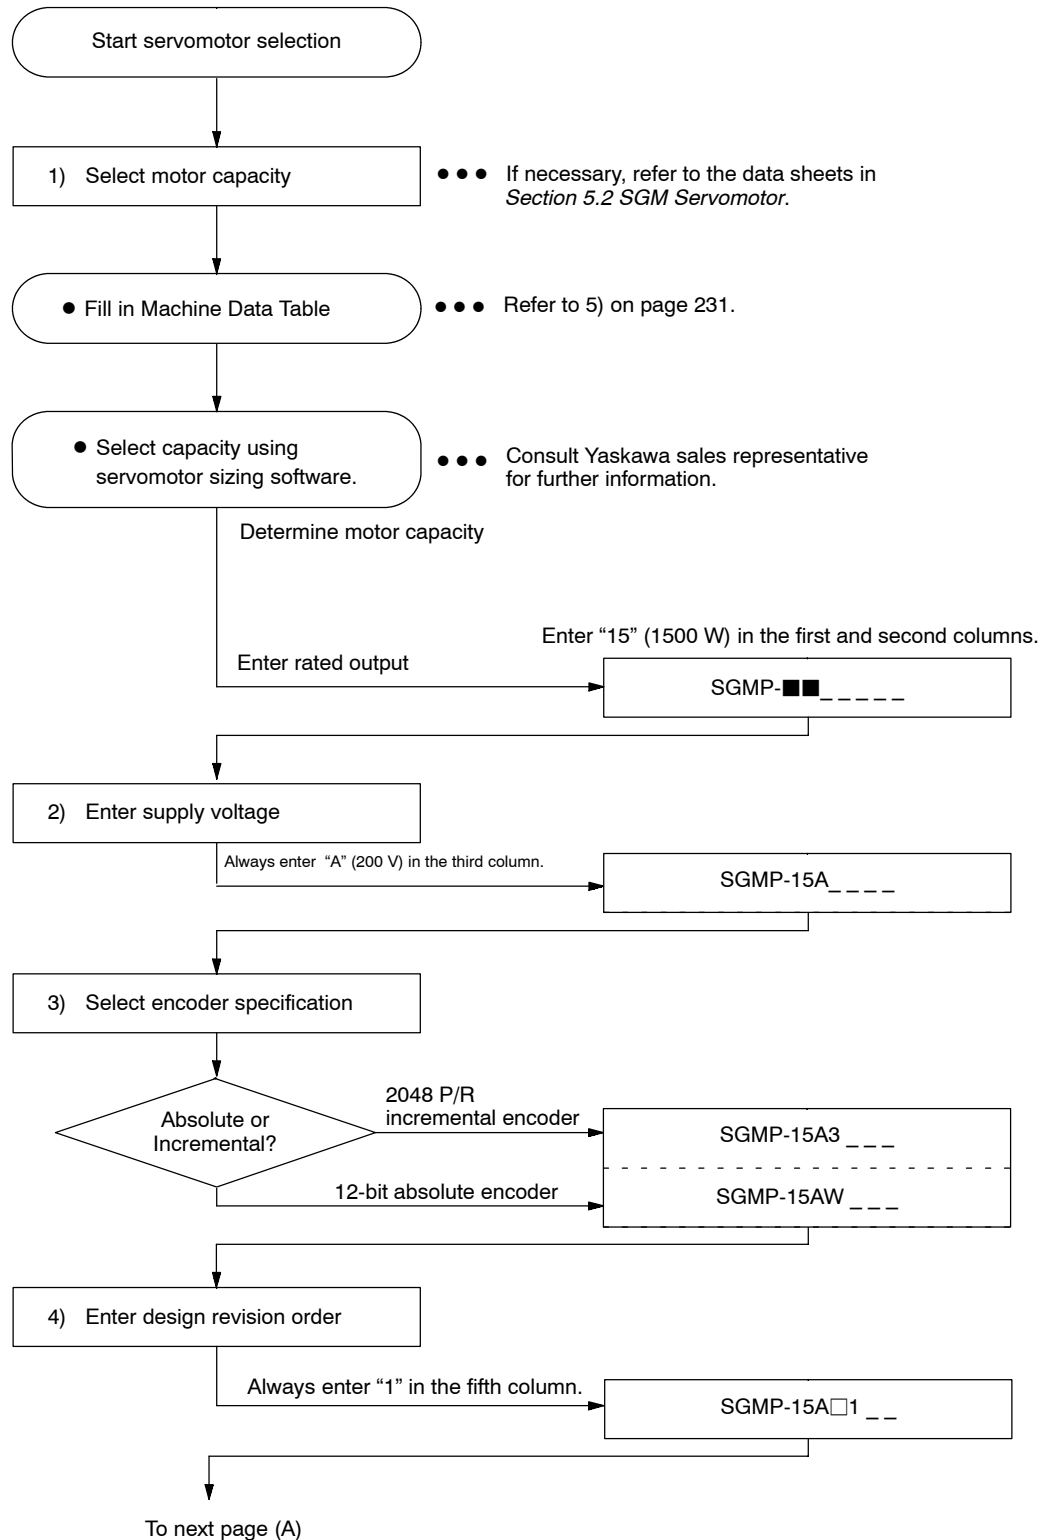 Start servomotor selection
1) Select motor capacity
● ● ● If necessary, refer to the data sheets in
Section 5.2 SGM Servomotor.
● Fill in Machine Data Table
● ● ● Refer to 5) on page 231.
● Select capacity using
servomotor sizing software.
● ● ● Consult Yaskawa sales representative
for further information.
Determine motor capacity
Enter “15” (1500 W) in the first and second columns.
Enter rated output
SGMP-■■_ _ _ _ _
2) Enter supply voltage
Always enter “A” (200 V) in the third column.
SGMP-15A_ _ _ _
3) Select encoder specification
Absolute or
Incremental?
2048 P/R
incremental encoder
SGMP-15A3 _ _ _
12-bit absolute encoder
SGMP-15AW _ _ _
4) Enter design revision order
Always enter “1” in the fifth column.
SGMP-15A□1 _ _
To next page (A)